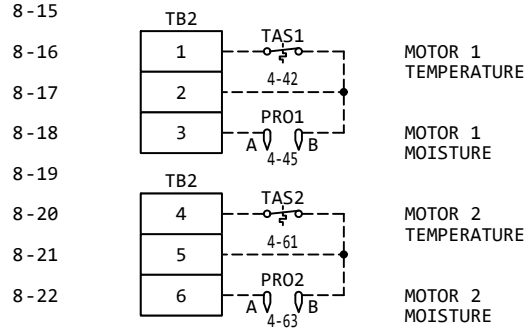 8-15
TB2
8-16 1 TAS1 MOTOR 1
4-42 TEMPERATURE
8-17 2
PRO1
8-18 3 A B MOTOR 1
4-45 MOISTURE
8-19
TB2
8-20 4 TAS2 MOTOR 2
4-61 TEMPERATURE
8-21 5
PRO2
8-22 6 A B MOTOR 2
4-63 MOISTURE